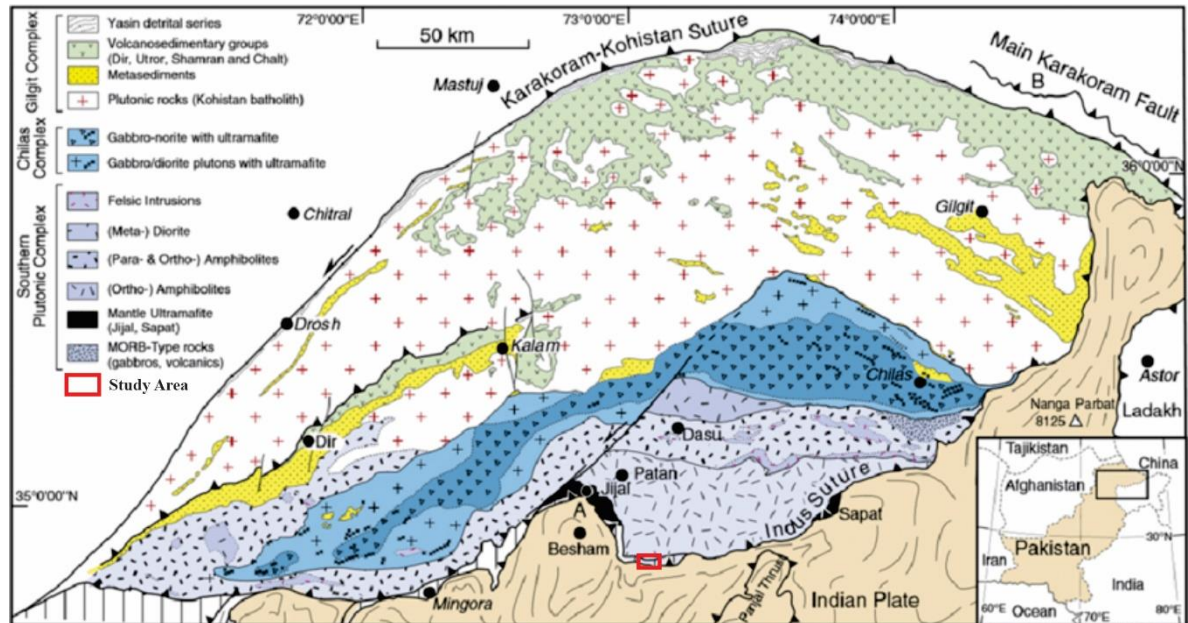 72°0'00"E
73°0'00"E
74°0'00"E
Gilgit Complex
Yasin detrital series
Volcanosedimentary groups
(Dir, Utror, Shamran and Chalt)
Metasediments
Plutonic rocks (Kohistan batholith)
Chilas
Complex
Gabbro-norite with ultramafite
Gabbro/diorite plutons with ultramafite
Southern
Plutonic Complex
Felsic Intrusions
(Meta-) Diorite
(Para- & Ortho-) Amphibolites
(Ortho-) Amphibolites
Mantle Ultramafite
(Jijal, Sapat)
MORB-Type rocks
(gabbros, volcanics)
Study Area
50 km
Mastuj
Karakoram-Kohistan Suture
Main Karakoram Fault
B
36°0'00"N
Chitral
Gilgit
Drosh
Kalam
Chilas
Astor
Nanga Parbat
8125
Ladakh
Dir
Dasu
Patan
Jijal
A
35°0'00"N
Indus Suture
Sapat
Besham
Mingora
Panjal Thrust
Indian Plate
Tajikistan
China
Afghanistan
30°N
Iran
Pakistan
India
60°E
Ocean
70°E
80°E